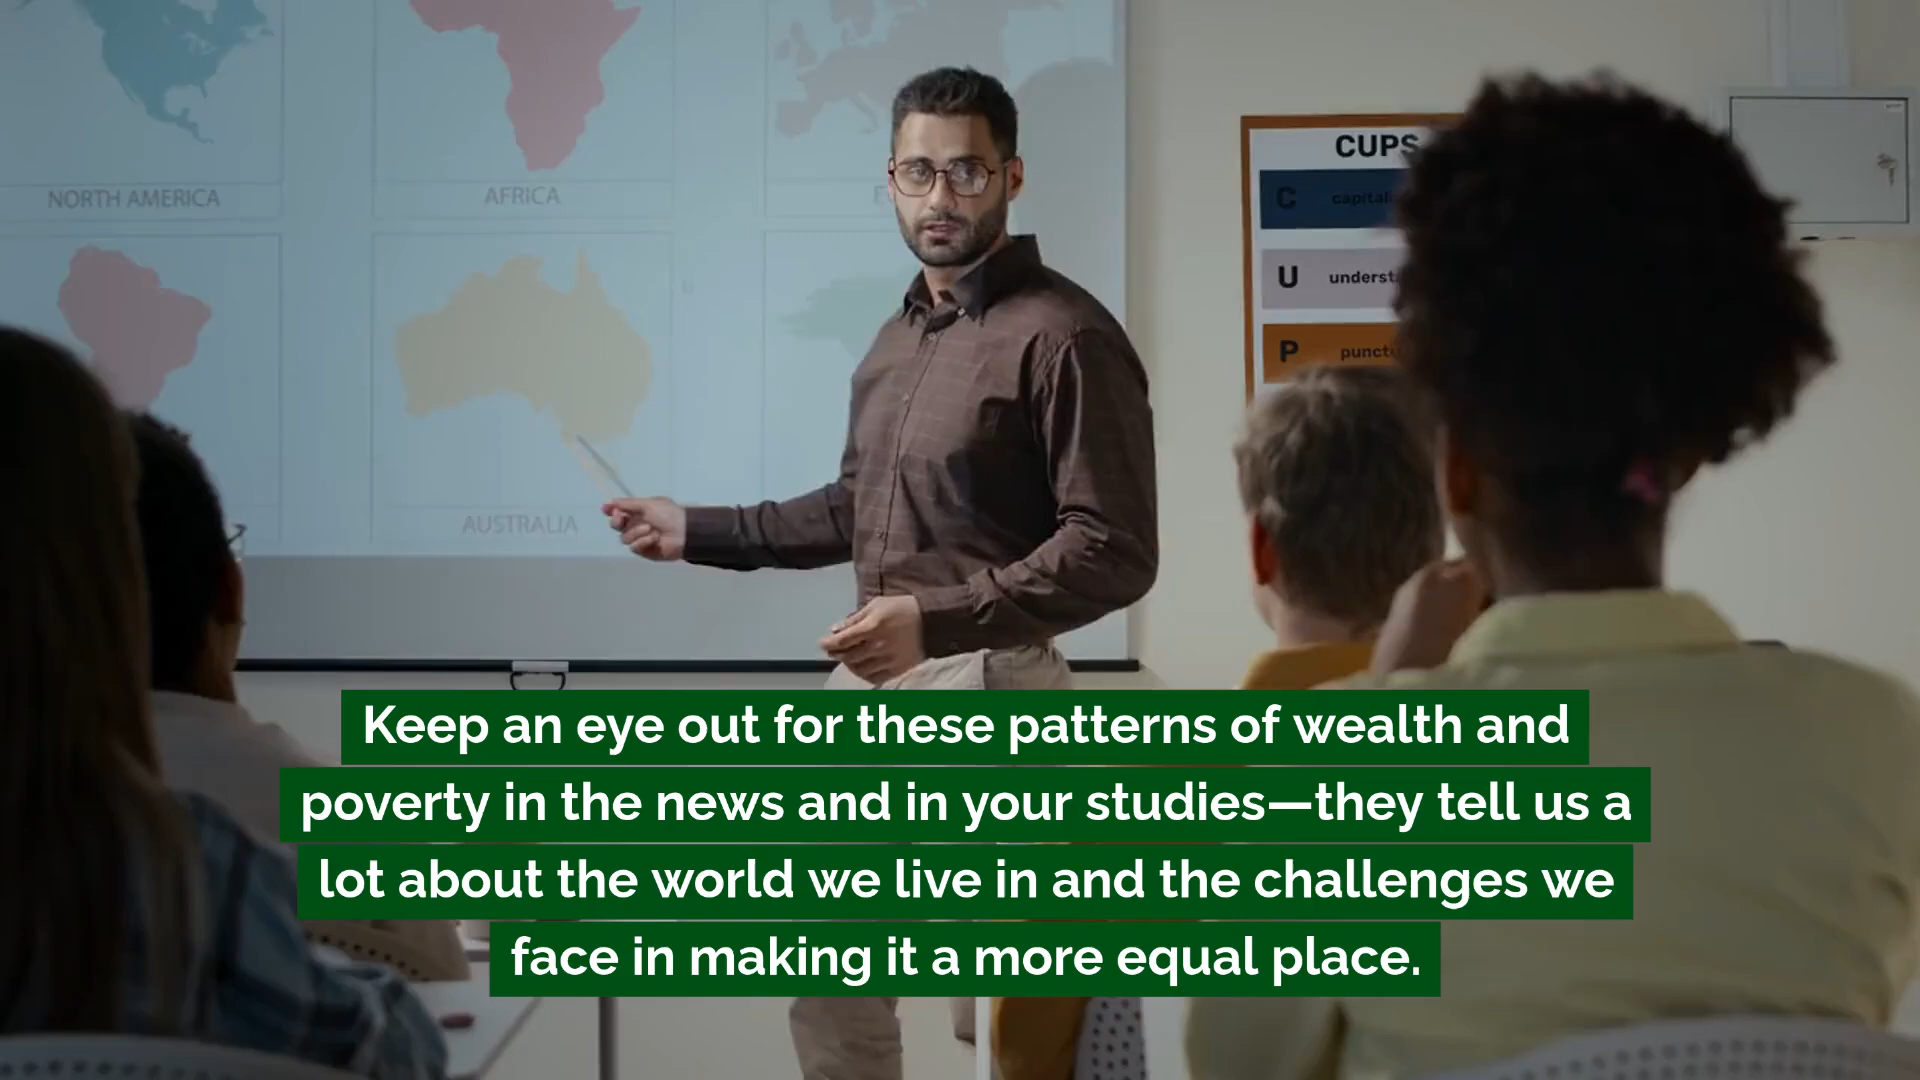 CUPS
C
U
P
NORTH AMERICA
AFRICA
AUSTRALIA
Keep an eye out for these patterns of wealth and
poverty in the news and in your studies—they tell us a
lot about the world we live in and the challenges we
face in making it a more equal place.